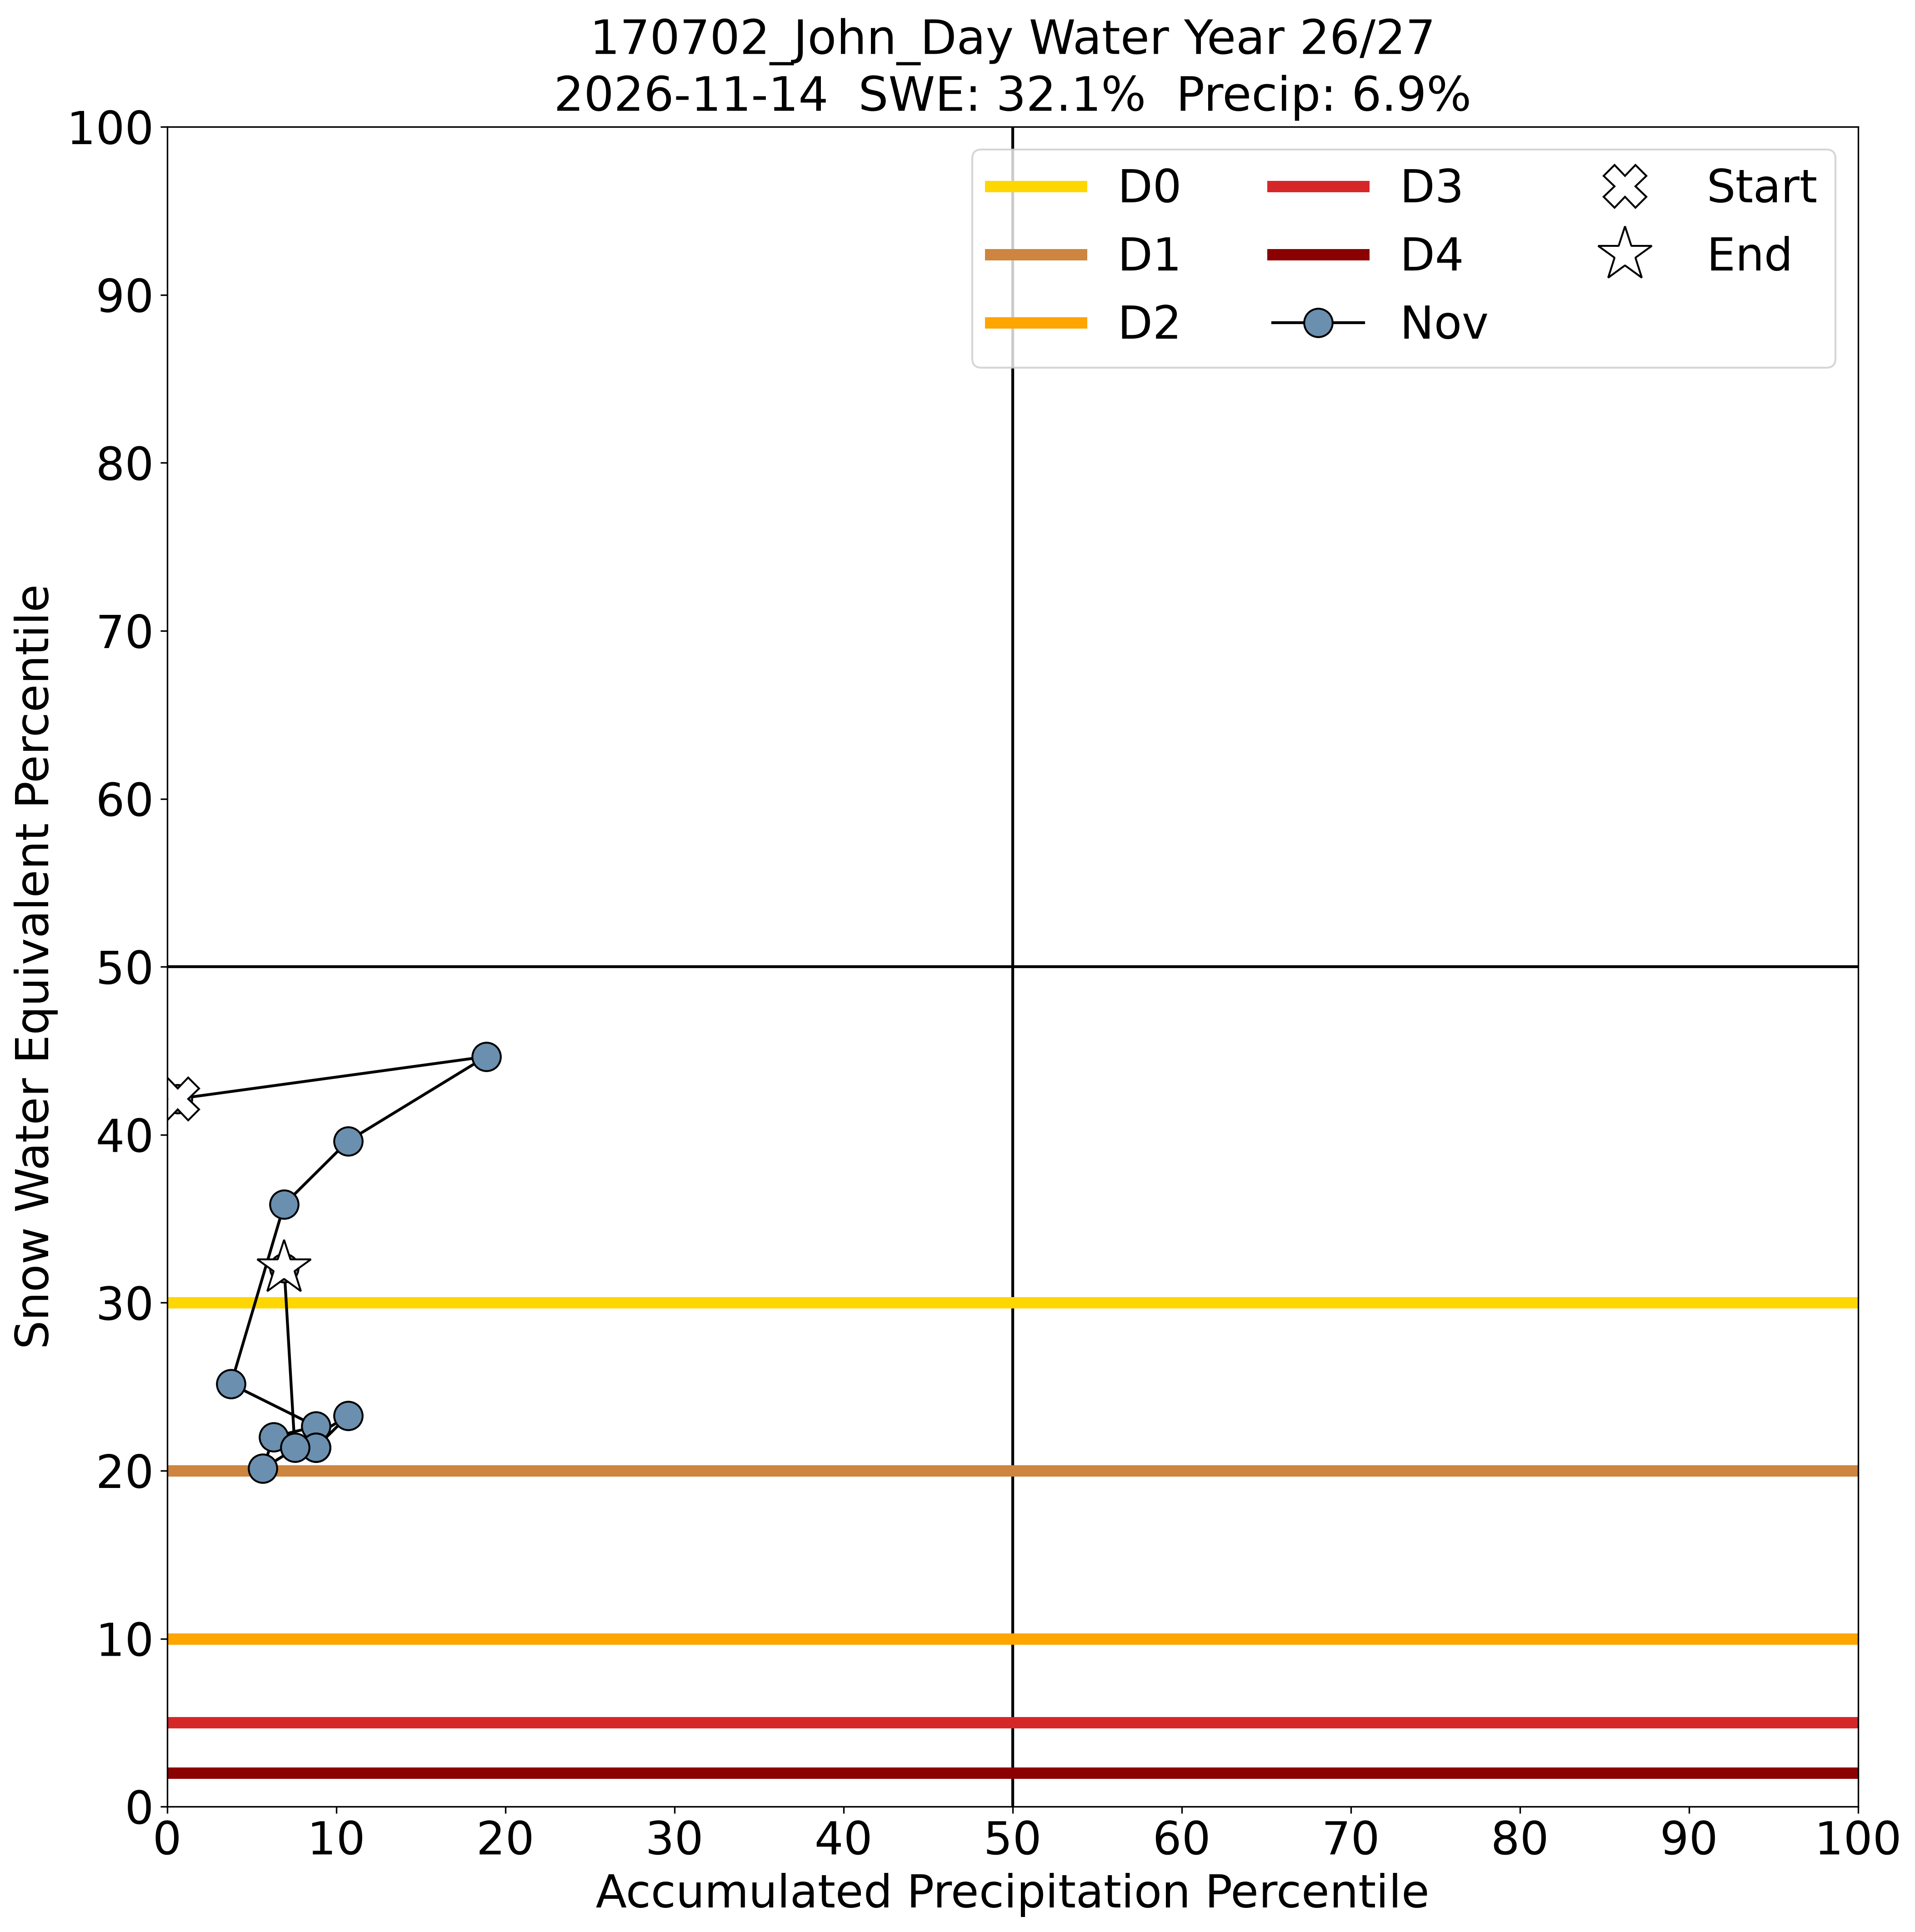 170702_John_Day Water Year 26/27
2026-11-14 SWE: 32.1% Precip: 6.9%
100
90
80
70
60
50
40
30
20
10
0
Snow Water Equivalent Percentile
D0
D1
D2
D3
D4
Nov
Start
End
0 10 20 30 40 50 60 70 80 90 100
Accumulated Precipitation Percentile